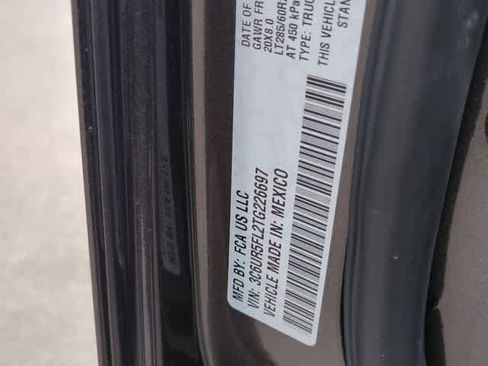 MFD BY: FCA US LLC
VIN: 3C6UR5FL2TG226697
VEHICLE MADE IN: MEXICO
DATE OF
GAWR FR
20X8.0
LT285/60R
AT 450 kPa
TYPE: TRUC
THIS VEHICLE
STAN